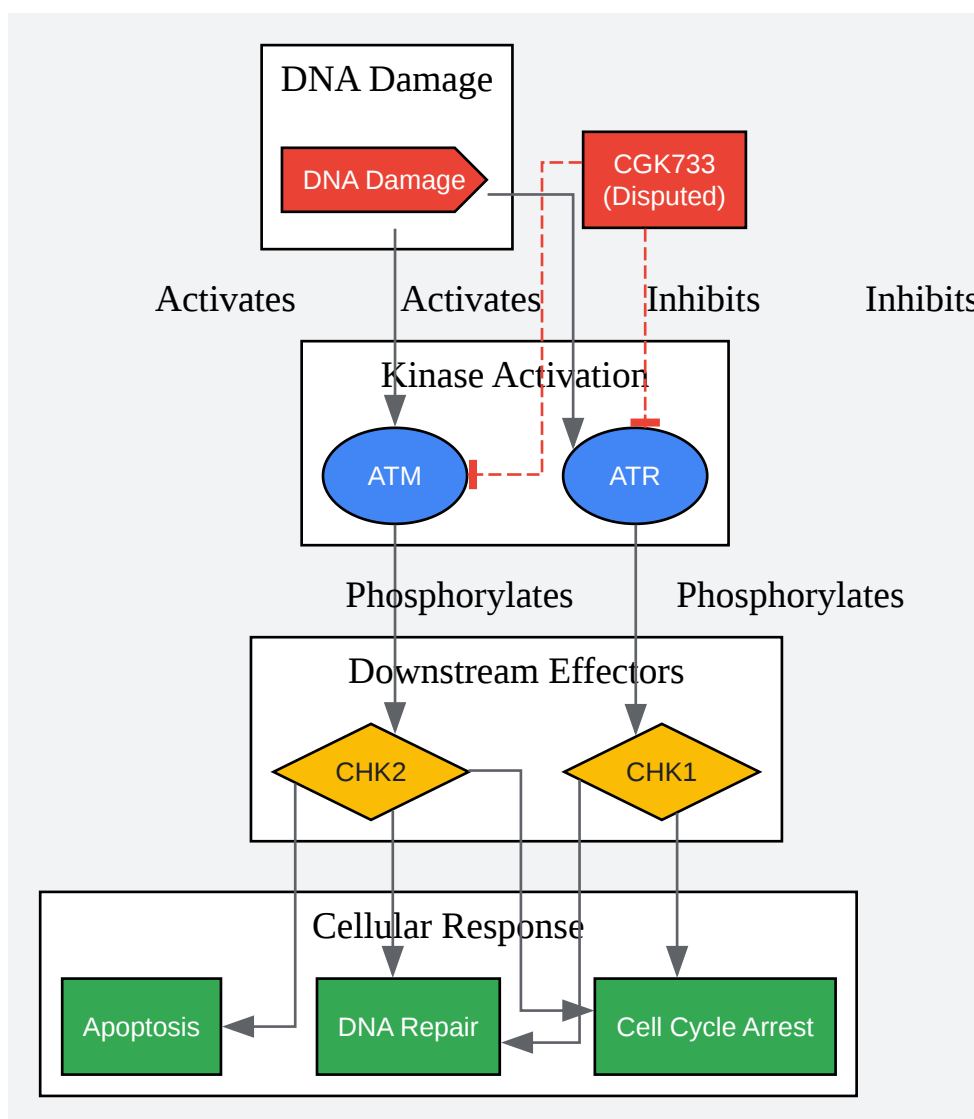 DNA Damage
DNA Damage
CGK733
(Disputed)
Activates
Activates
Inhibits
Inhibits
Kinase Activation
ATM
ATR
Phosphorylates
Phosphorylates
Downstream Effectors
CHK2
CHK1
Cellular Response
Apoptosis
DNA Repair
Cell Cycle Arrest